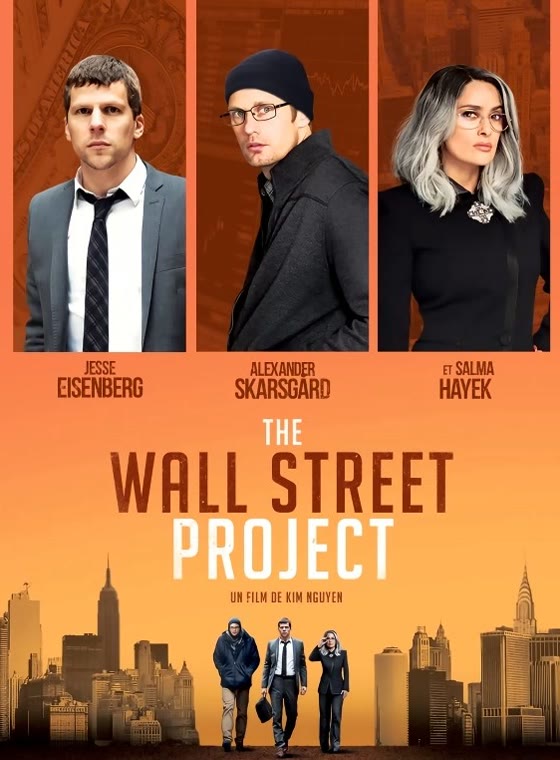 JESSE
EISENBERG
ALEXANDER
SKARSGÅRD
ET SALMA
HAYEK
THE
WALL STREET
PROJECT
UN FILM DE KIM NGUYEN